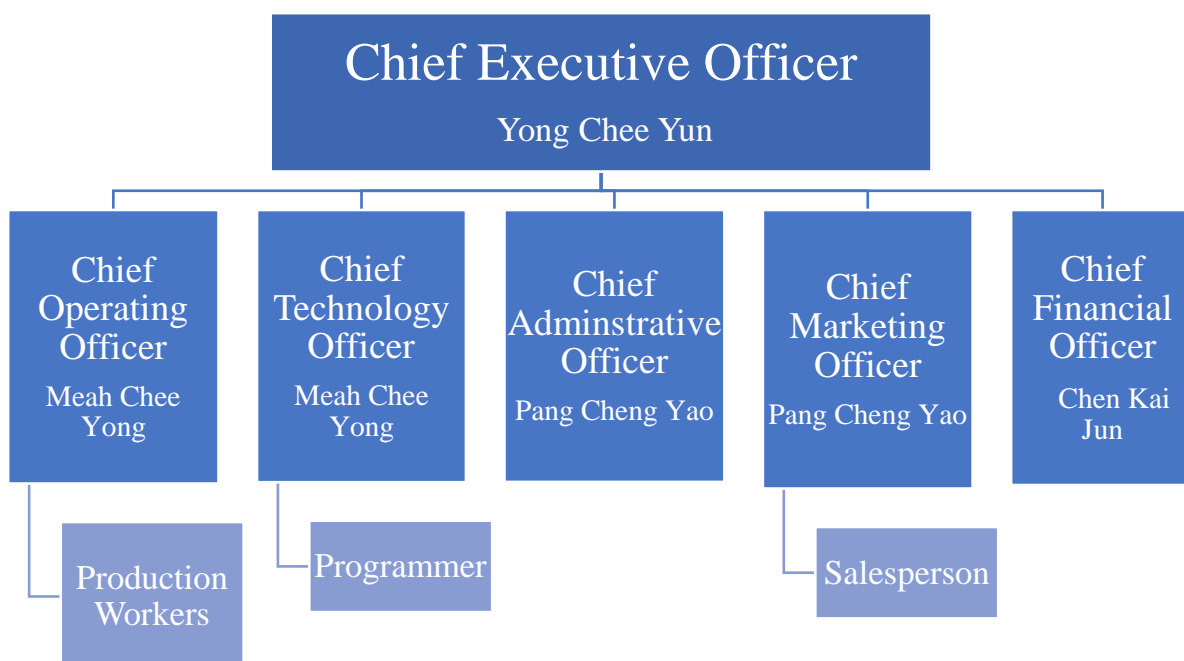 Chief Executive Officer
Yong Chee Yun
Chief
Operating
Officer
Meah Chee
Yong
Chief
Technology
Officer
Meah Chee
Yong
Chief
Adminstrative
Officer
Pang Cheng Yao
Chief
Marketing
Officer
Pang Cheng Yao
Chief
Financial
Officer
Chen Kai
Jun
Production
Workers
Programmer
Salesperson